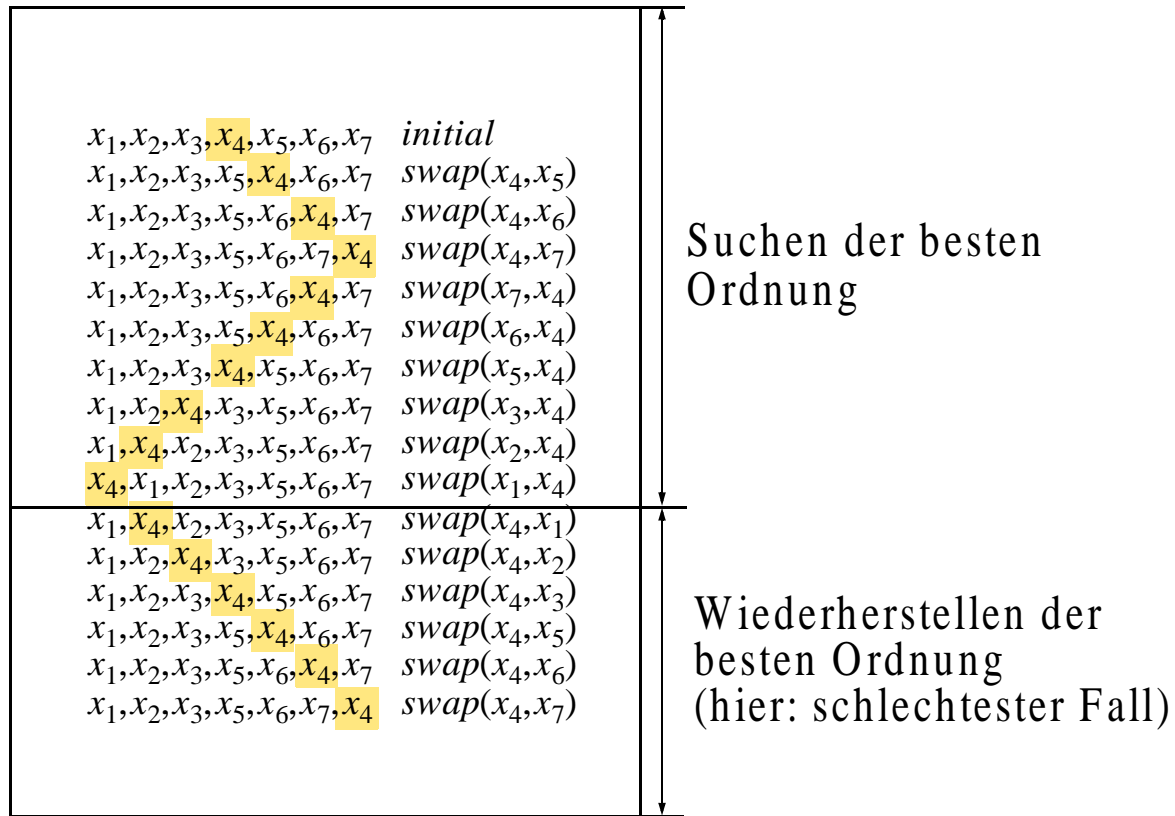 x₁,x₂,x₃,x₄,x₅,x₆,x₇ initial
x₁,x₂,x₃,x₅,x₄,x₆,x₇ swap(x₄,x₅)
x₁,x₂,x₃,x₅,x₆,x₄,x₇ swap(x₄,x₆)
x₁,x₂,x₃,x₅,x₆,x₇,x₄ swap(x₄,x₇)
x₁,x₂,x₃,x₅,x₆,x₄,x₇ swap(x₇,x₄)
x₁,x₂,x₃,x₅,x₄,x₆,x₇ swap(x₆,x₄)
x₁,x₂,x₃,x₄,x₅,x₆,x₇ swap(x₅,x₄)
x₁,x₂,x₄,x₃,x₅,x₆,x₇ swap(x₃,x₄)
x₁,x₄,x₂,x₃,x₅,x₆,x₇ swap(x₂,x₄)
x₄,x₁,x₂,x₃,x₅,x₆,x₇ swap(x₁,x₄)
Suchen der besten
Ordnung
x₁,x₄,x₂,x₃,x₅,x₆,x₇ swap(x₄,x₁)
x₁,x₂,x₄,x₃,x₅,x₆,x₇ swap(x₄,x₂)
x₁,x₂,x₃,x₄,x₅,x₆,x₇ swap(x₄,x₃)
x₁,x₂,x₃,x₅,x₄,x₆,x₇ swap(x₄,x₅)
x₁,x₂,x₃,x₅,x₆,x₄,x₇ swap(x₄,x₆)
x₁,x₂,x₃,x₅,x₆,x₇,x₄ swap(x₄,x₇)
Wiederherstellen der
besten Ordnung
(hier: schlechtester Fall)